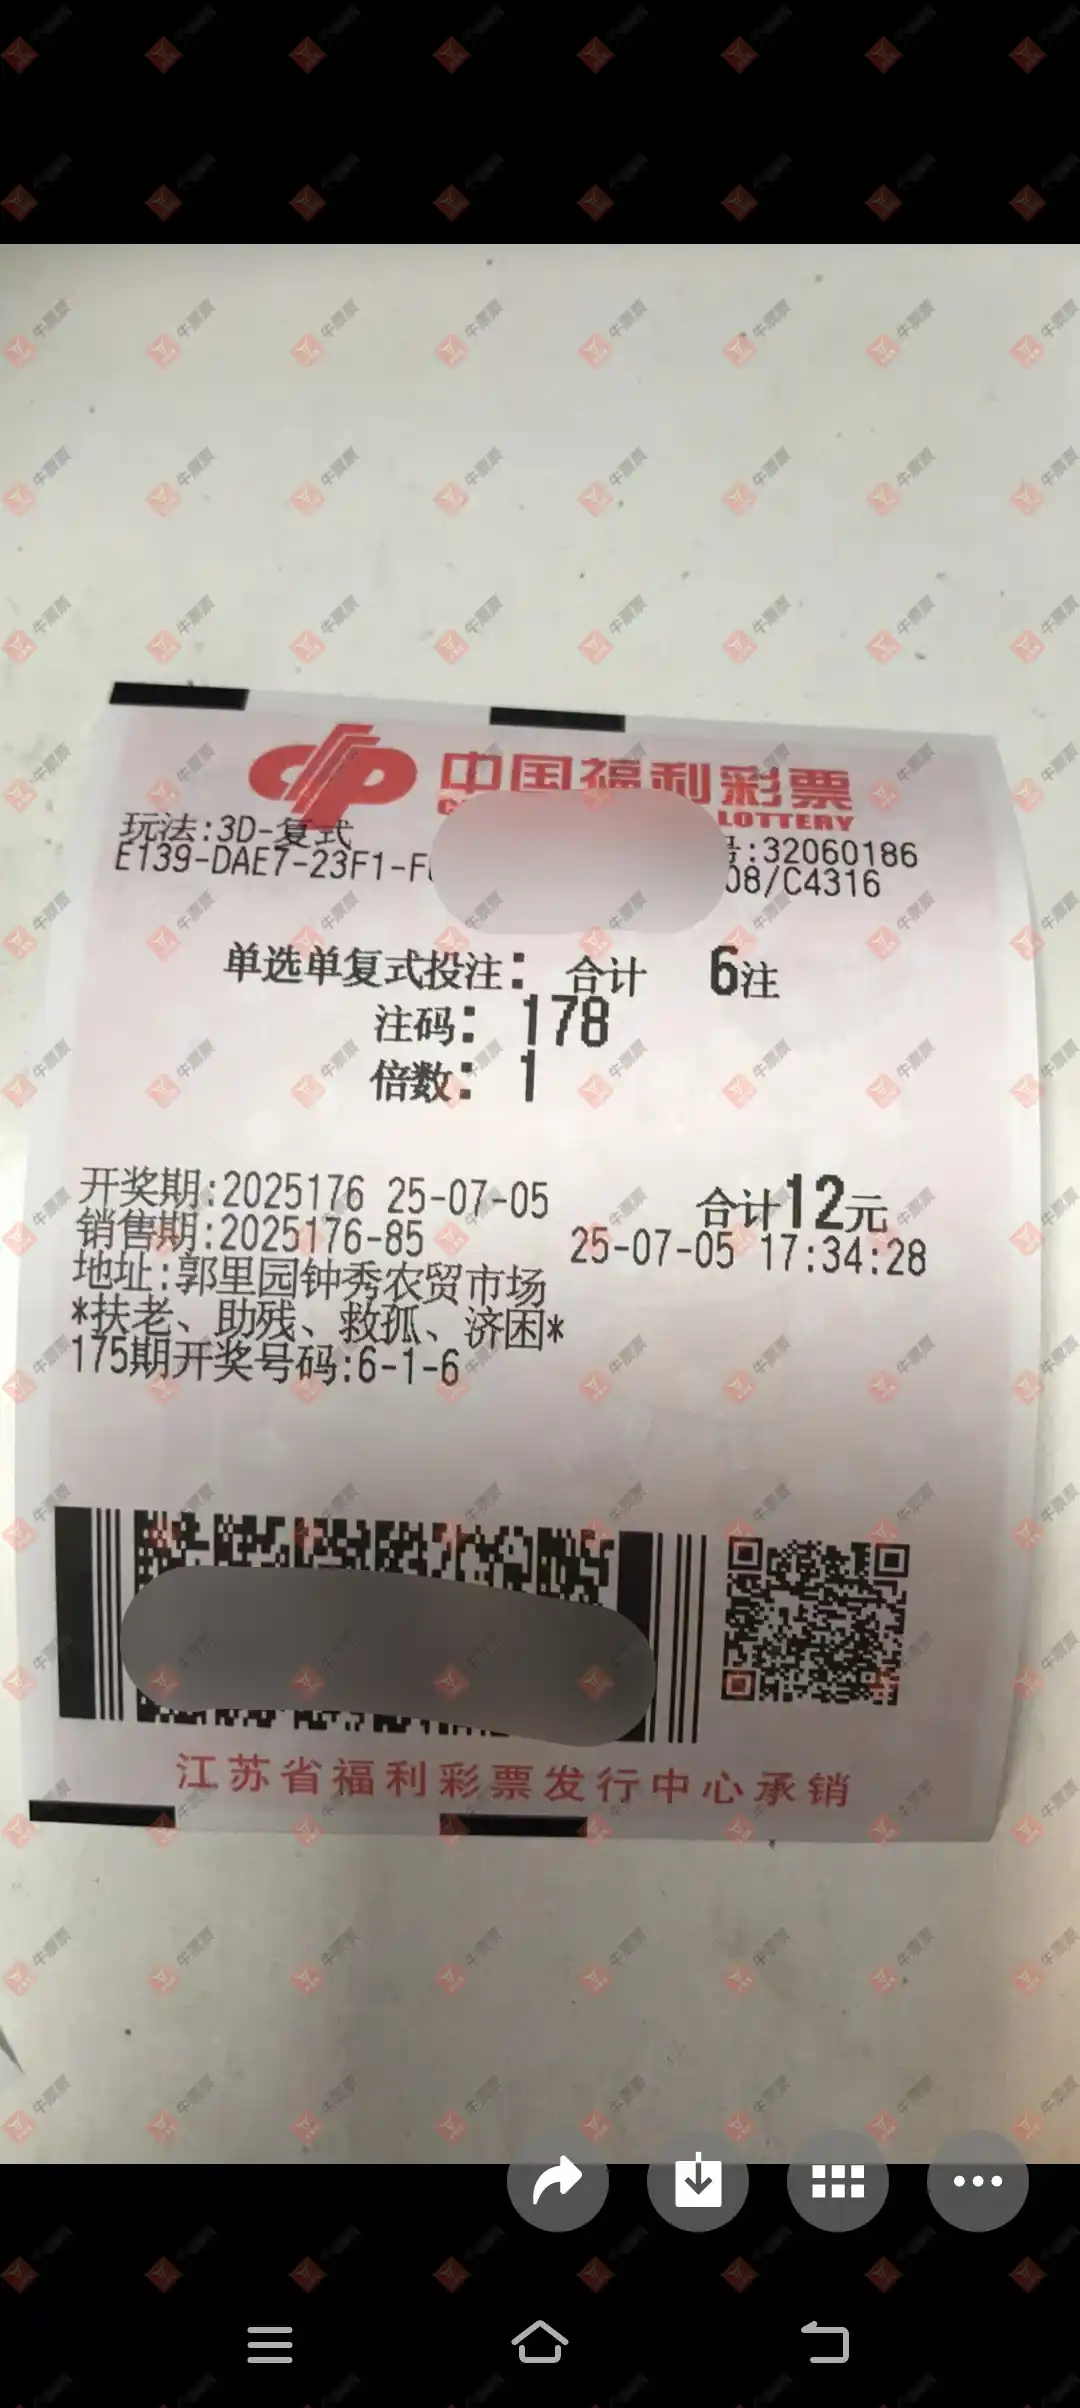 中国福利彩票
LOTTERY
玩法:3D-复式
:32060186
E139-DAE7-23F1-F
08/C4316
单选单复式投注: 合计 6注
注码: 178
倍数: 1
开奖期:2025176 25-07-05 合计12元
销售期:2025176-85 25-07-05 17:34:28
地址:郭里园钟秀农贸市场
*扶老、助残、救孤、济困*
175期开奖号码:6-1-6
江苏省福利彩票发行中心承销
牛票票